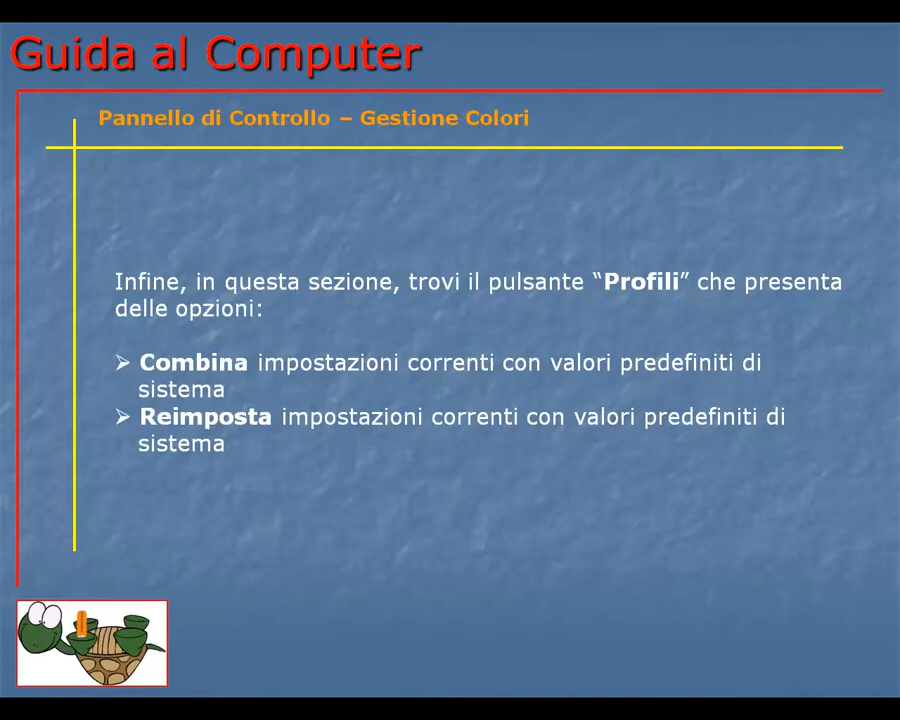 Guida al Computer
Pannello di Controllo – Gestione Colori
Infine, in questa sezione, trovi il pulsante “Profili” che presenta
delle opzioni:
➢ Combina impostazioni correnti con valori predefiniti di
sistema
➢ Reimposta impostazioni correnti con valori predefiniti di
sistema